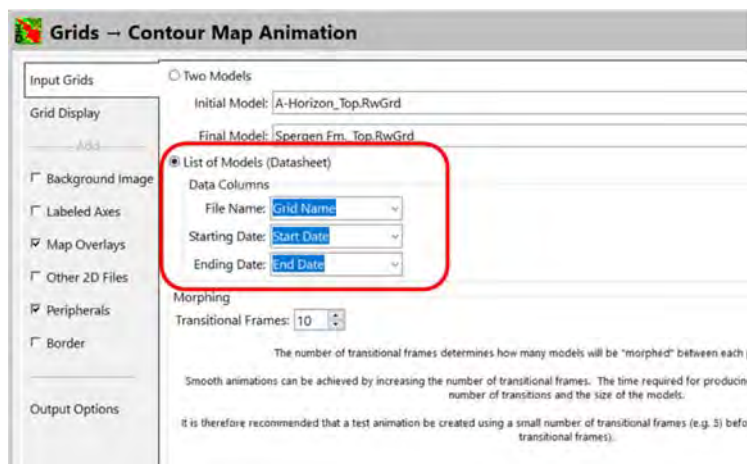 Grids → Contour Map Animation
Input Grids
Grid Display
Add
Background Image
Labeled Axes
Map Overlays
Other 2D Files
Peripherals
Border
Output Options
Two Models
Initial Model: A-Horizon_Top.RwGrd
Final Model: Spergen Fm. Top.RwGrd
List of Models (Datasheet)
Data Columns
File Name: Grid Name
Starting Date: Start Date
Ending Date: End Date
Morphing
Transitional Frames: 10
The number of transitional frames determines how many models will be "morphed" between each
Smooth animations can be achieved by increasing the number of transitional frames. The time required for producin
number of transitions and the size of the models.
It is therefore recommended that a test animation be created using a small number of transitional frames (e.g. 3) befo
transitional frames).